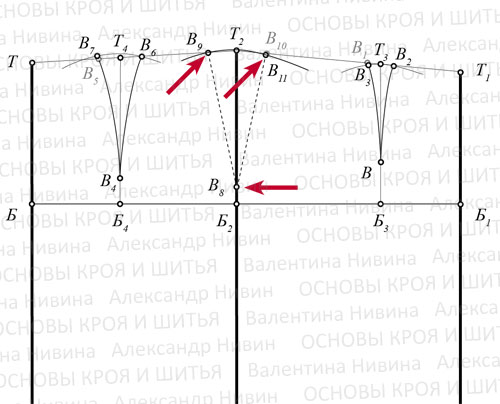 В₇ Т₄ В₆ В₉ Т₂ В₁₀ В₁ Т₃ В₂
Т В₅ В₁₁ В₃ Т₁
В₄ В₈ В
Б Б₄ Б₂ Б₃ Б₁
ОСНОВЫ КРОЯ И ШИТЬЯ
Валентина Нивина Александр Нивин